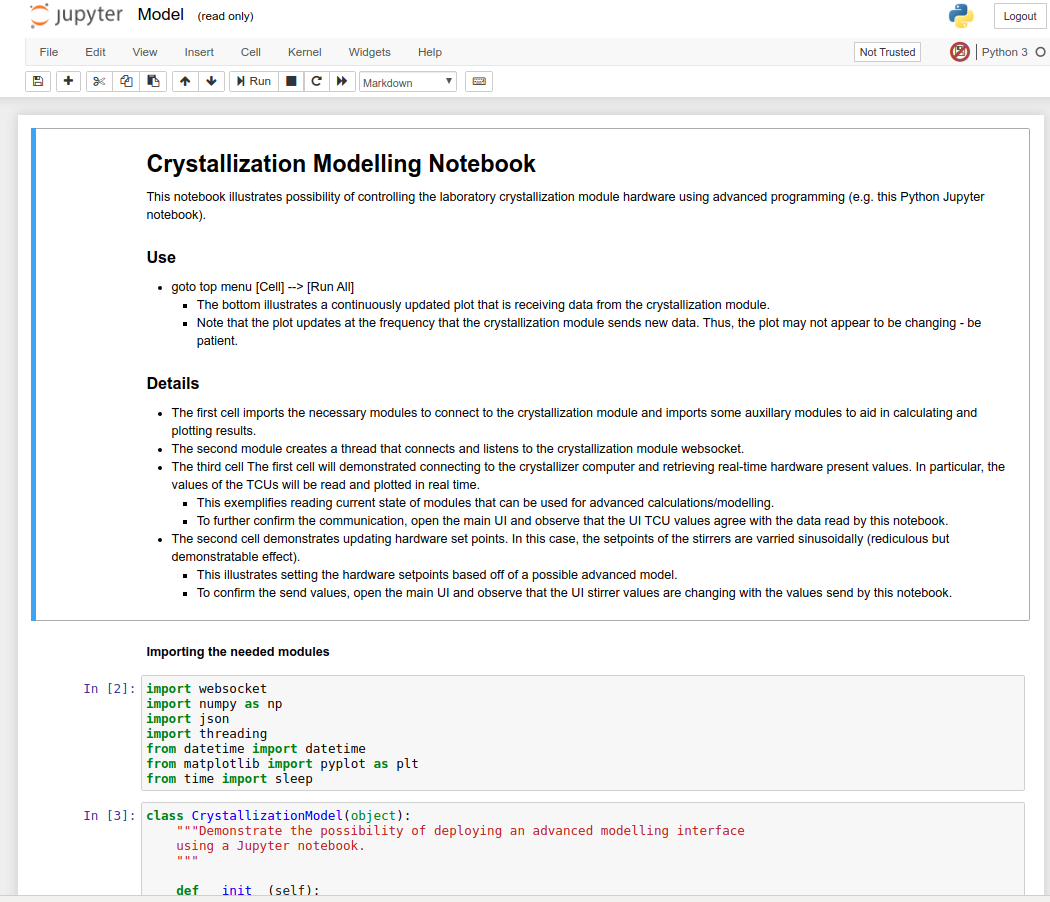 jupyter Model (read only)
Logout
File Edit View Insert Cell Kernel Widgets Help
Not Trusted
Python 3
Run
Markdown
Crystallization Modelling Notebook
This notebook illustrates possibility of controlling the laboratory crystallization module hardware using advanced programming (e.g. this Python Jupyter
notebook).
Use
goto top menu [Cell] --> [Run All]
The bottom illustrates a continuously updated plot that is receiving data from the crystallization module.
Note that the plot updates at the frequency that the crystallization module sends new data. Thus, the plot may not appear to be changing - be
patient.
Details
The first cell imports the necessary modules to connect to the crystallization module and imports some auxillary modules to aid in calculating and
plotting results.
The second module creates a thread that connects and listens to the crystallization module websocket.
The third cell The first cell will demonstrated connecting to the crystallizer computer and retrieving real-time hardware present values. In particular, the
values of the TCUs will be read and plotted in real time.
This exemplifies reading current state of modules that can be used for advanced calculations/modelling.
To further confirm the communication, open the main UI and observe that the UI TCU values agree with the data read by this notebook.
The second cell demonstrates updating hardware set points. In this case, the setpoints of the stirrers are varried sinusoidally (rediculous but
demonstratable effect).
This illustrates setting the hardware setpoints based off of a possible advanced model.
To confirm the send values, open the main UI and observe that the UI stirrer values are changing with the values send by this notebook.
Importing the needed modules
In [2]: import websocket
import numpy as np
import json
import threading
from datetime import datetime
from matplotlib import pyplot as plt
from time import sleep
In [3]: class CrystallizationModel(object):
"""Demonstrate the possibility of deploying an advanced modelling interface
using a Jupyter notebook.
"""
def __init__(self):